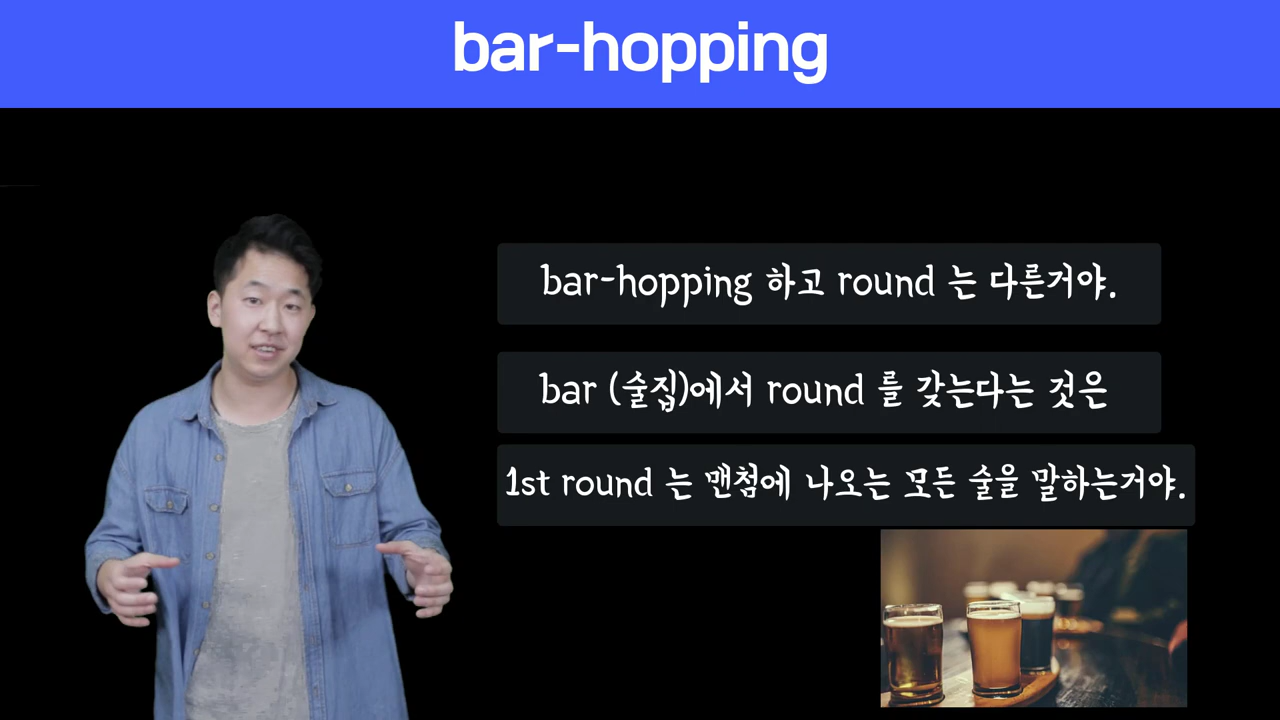 bar-hopping
bar-hopping 하고 round 는 다른거야.
bar (술집)에서 round 를 갖는다는 것은
1st round 는 맨첨에 나오는 모든 술을 말하는거야.